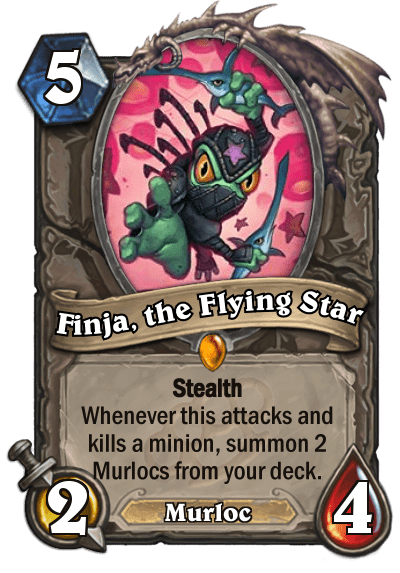 5
Finja, the Flying Star
Stealth
Whenever this attacks and
kills a minion, summon 2
Murlocs from your deck.
2
Murloc
4